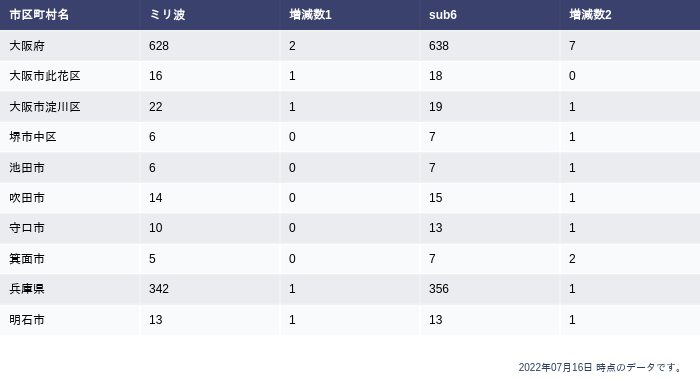 市区町村名 ミリ波 増減数1 sub6 増減数2
大阪府 628 2 638 7
大阪市此花区 16 1 18 0
大阪市淀川区 22 1 19 1
堺市中区 6 0 7 1
池田市 6 0 7 1
吹田市 14 0 15 1
守口市 10 0 13 1
箕面市 5 0 7 2
兵庫県 342 1 356 1
明石市 13 1 13 1
2022年07月16日 時点のデータです。